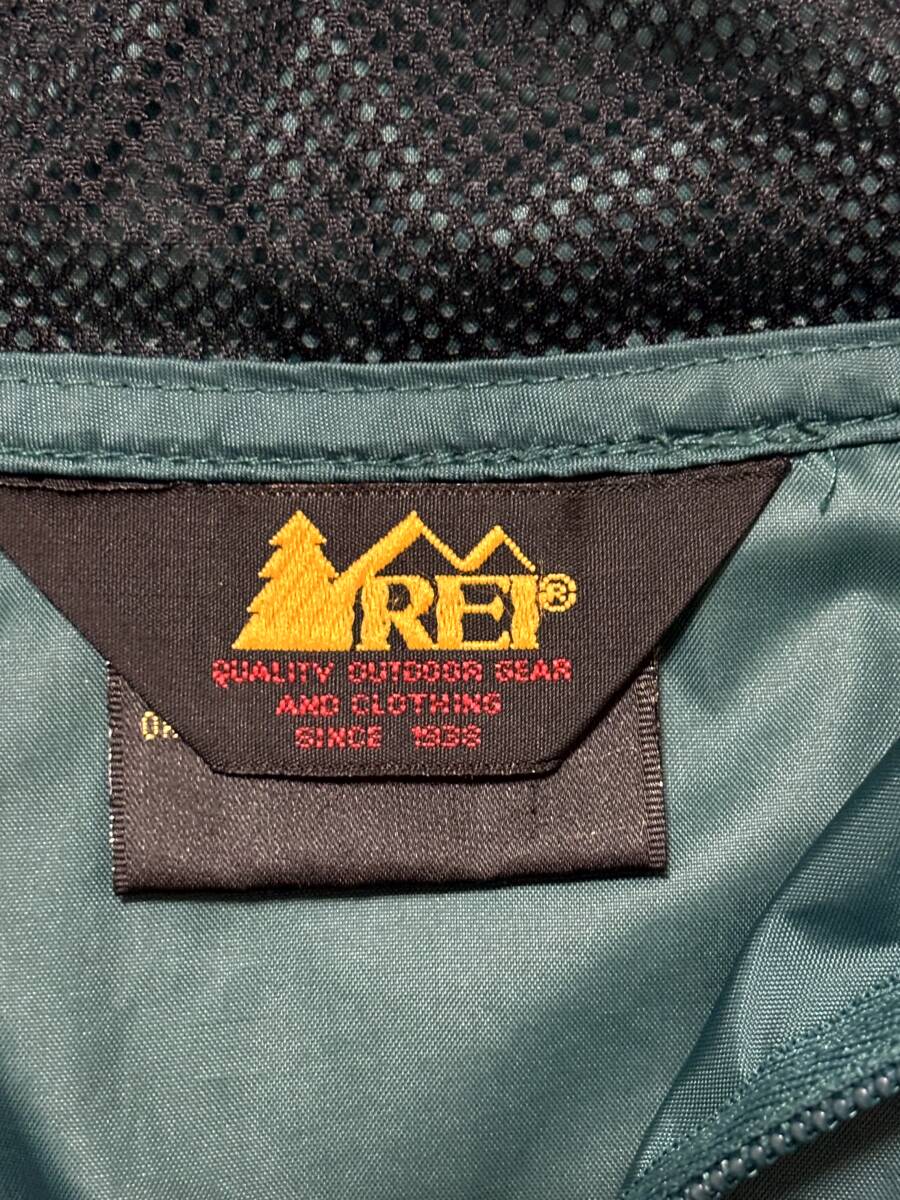 REI®
QUALITY OUTDOOR GEAR
AND CLOTHING
SINCE 1938